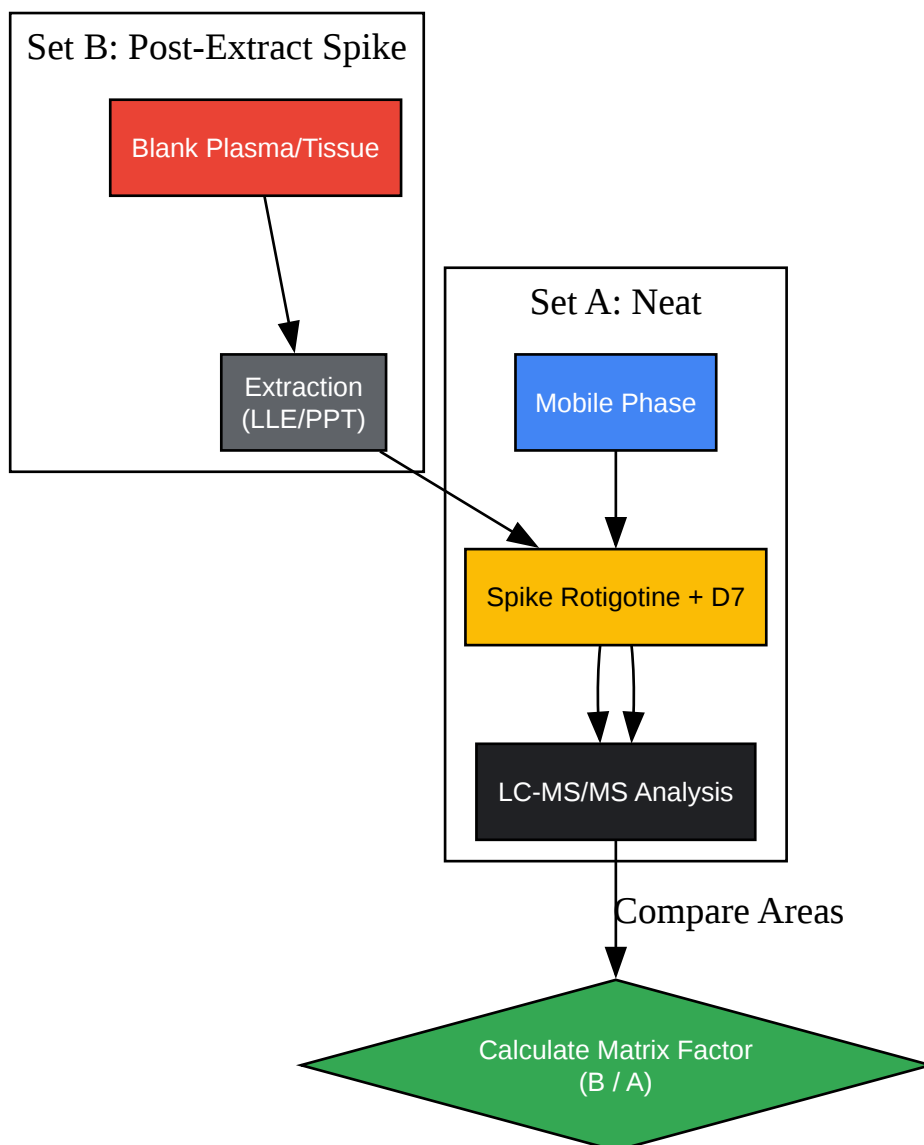 Set B: Post-Extract Spike
Blank Plasma/Tissue
Extraction
(LLE/PPT)
Set A: Neat
Mobile Phase
Spike Rotigotine + D7
LC-MS/MS Analysis
Compare Areas
Calculate Matrix Factor
(B / A)